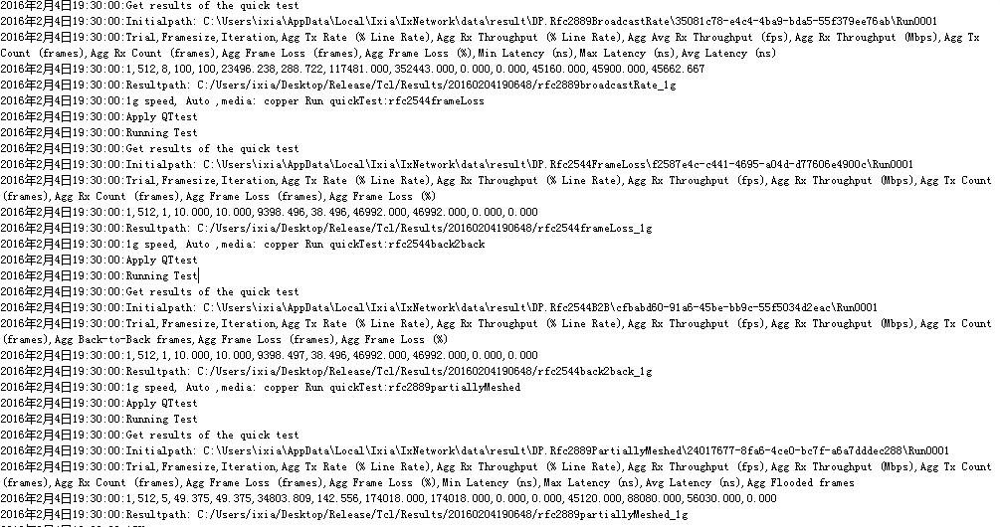 2016年2月4日19:30:00:Get results of the quick test
2016年2月4日19:30:00:Initialpath: C:\Users\ixia\AppData\Local\Ixia\IxNetwork\data\result\DP.Rfc2889BroadcastRate\35081c78-e4c4-4ba9-bda5-55f379ee76ab\Run0001
2016年2月4日19:30:00:Trial,Framesize,Iteration,Agg Tx Rate (% Line Rate),Agg Rx Throughput (% Line Rate),Agg Avg Rx Throughput (fps),Agg Rx Throughput (Mbps),Agg Tx
Count (frames),Agg Rx Count (frames),Agg Frame Loss (frames),Agg Frame Loss (%),Min Latency (ns),Max Latency (ns),Avg Latency (ns)
2016年2月4日19:30:00:1,512,8,100,100,23496.238,288.722,117481.000,352443.000,0.000,0.000,45160.000,45900.000,45662.667
2016年2月4日19:30:00:Resultpath: C:/Users/ixia/Desktop/Release/Tcl/Results/20160204190648/rfc2889broadcastRate_1g
2016年2月4日19:30:00:1g speed, Auto ,media: copper Run quickTest:rfc2544frameLoss
2016年2月4日19:30:00:Apply QTtest
2016年2月4日19:30:00:Running Test
2016年2月4日19:30:00:Get results of the quick test
2016年2月4日19:30:00:Initialpath: C:\Users\ixia\AppData\Local\Ixia\IxNetwork\data\result\DP.Rfc2544FrameLoss\f2587e4c-c441-4695-a04d-d77606e4900c\Run0001
2016年2月4日19:30:00:Trial,Framesize,Iteration,Agg Tx Rate (% Line Rate),Agg Rx Throughput (% Line Rate),Agg Rx Throughput (fps),Agg Rx Throughput (Mbps),Agg Tx Count
(frames),Agg Rx Count (frames),Agg Frame Loss (frames),Agg Frame Loss (%)
2016年2月4日19:30:00:1,512,1,10.000,10.000,9398.496,38.496,46992.000,46992.000,0.000,0.000
2016年2月4日19:30:00:Resultpath: C:/Users/ixia/Desktop/Release/Tcl/Results/20160204190648/rfc2544frameLoss_1g
2016年2月4日19:30:00:1g speed, Auto ,media: copper Run quickTest:rfc2544back2back
2016年2月4日19:30:00:Apply QTtest
2016年2月4日19:30:00:Running Test
2016年2月4日19:30:00:Get results of the quick test
2016年2月4日19:30:00:Initialpath: C:\Users\ixia\AppData\Local\Ixia\IxNetwork\data\result\DP.Rfc2544B2B\cfbabd60-91a6-45be-bb9c-55f5034d2eac\Run0001
2016年2月4日19:30:00:Trial,Framesize,Iteration,Agg Tx Rate (% Line Rate),Agg Rx Throughput (% Line Rate),Agg Rx Throughput (fps),Agg Rx Throughput (Mbps),Agg Tx Count
(frames),Agg Back-to-Back frames,Agg Frame Loss (frames),Agg Frame Loss (%)
2016年2月4日19:30:00:1,512,1,10.000,10.000,9398.497,38.496,46992.000,46992.000,0.000,0.000
2016年2月4日19:30:00:Resultpath: C:/Users/ixia/Desktop/Release/Tcl/Results/20160204190648/rfc2544back2back_1g
2016年2月4日19:30:00:1g speed, Auto ,media: copper Run quickTest:rfc2889partiallyMeshed
2016年2月4日19:30:00:Apply QTtest
2016年2月4日19:30:00:Running Test
2016年2月4日19:30:00:Get results of the quick test
2016年2月4日19:30:00:Initialpath: C:\Users\ixia\AppData\Local\Ixia\IxNetwork\data\result\DP.Rfc2889PartiallyMeshed\24017677-8fa6-4ce0-bc7f-a6a7dddec288\Run0001
2016年2月4日19:30:00:Trial,Framesize,Iteration,Agg Tx Rate (% Line Rate),Agg Rx Throughput (% Line Rate),Agg Rx Throughput (fps),Agg Rx Throughput (Mbps),Agg Tx Count
(frames),Agg Rx Count (frames),Agg Frame Loss (frames),Agg Frame Loss (%),Min Latency (ns),Max Latency (ns),Avg Latency (ns),Agg Flooded frames
2016年2月4日19:30:00:1,512,5,49.375,49.375,34803.809,142.556,174018.000,174018.000,0.000,0.000,45120.000,88080.000,56030.000,0.000
2016年2月4日19:30:00:Resultpath: C:/Users/ixia/Desktop/Release/Tcl/Results/20160204190648/rfc2889partiallyMeshed_1g